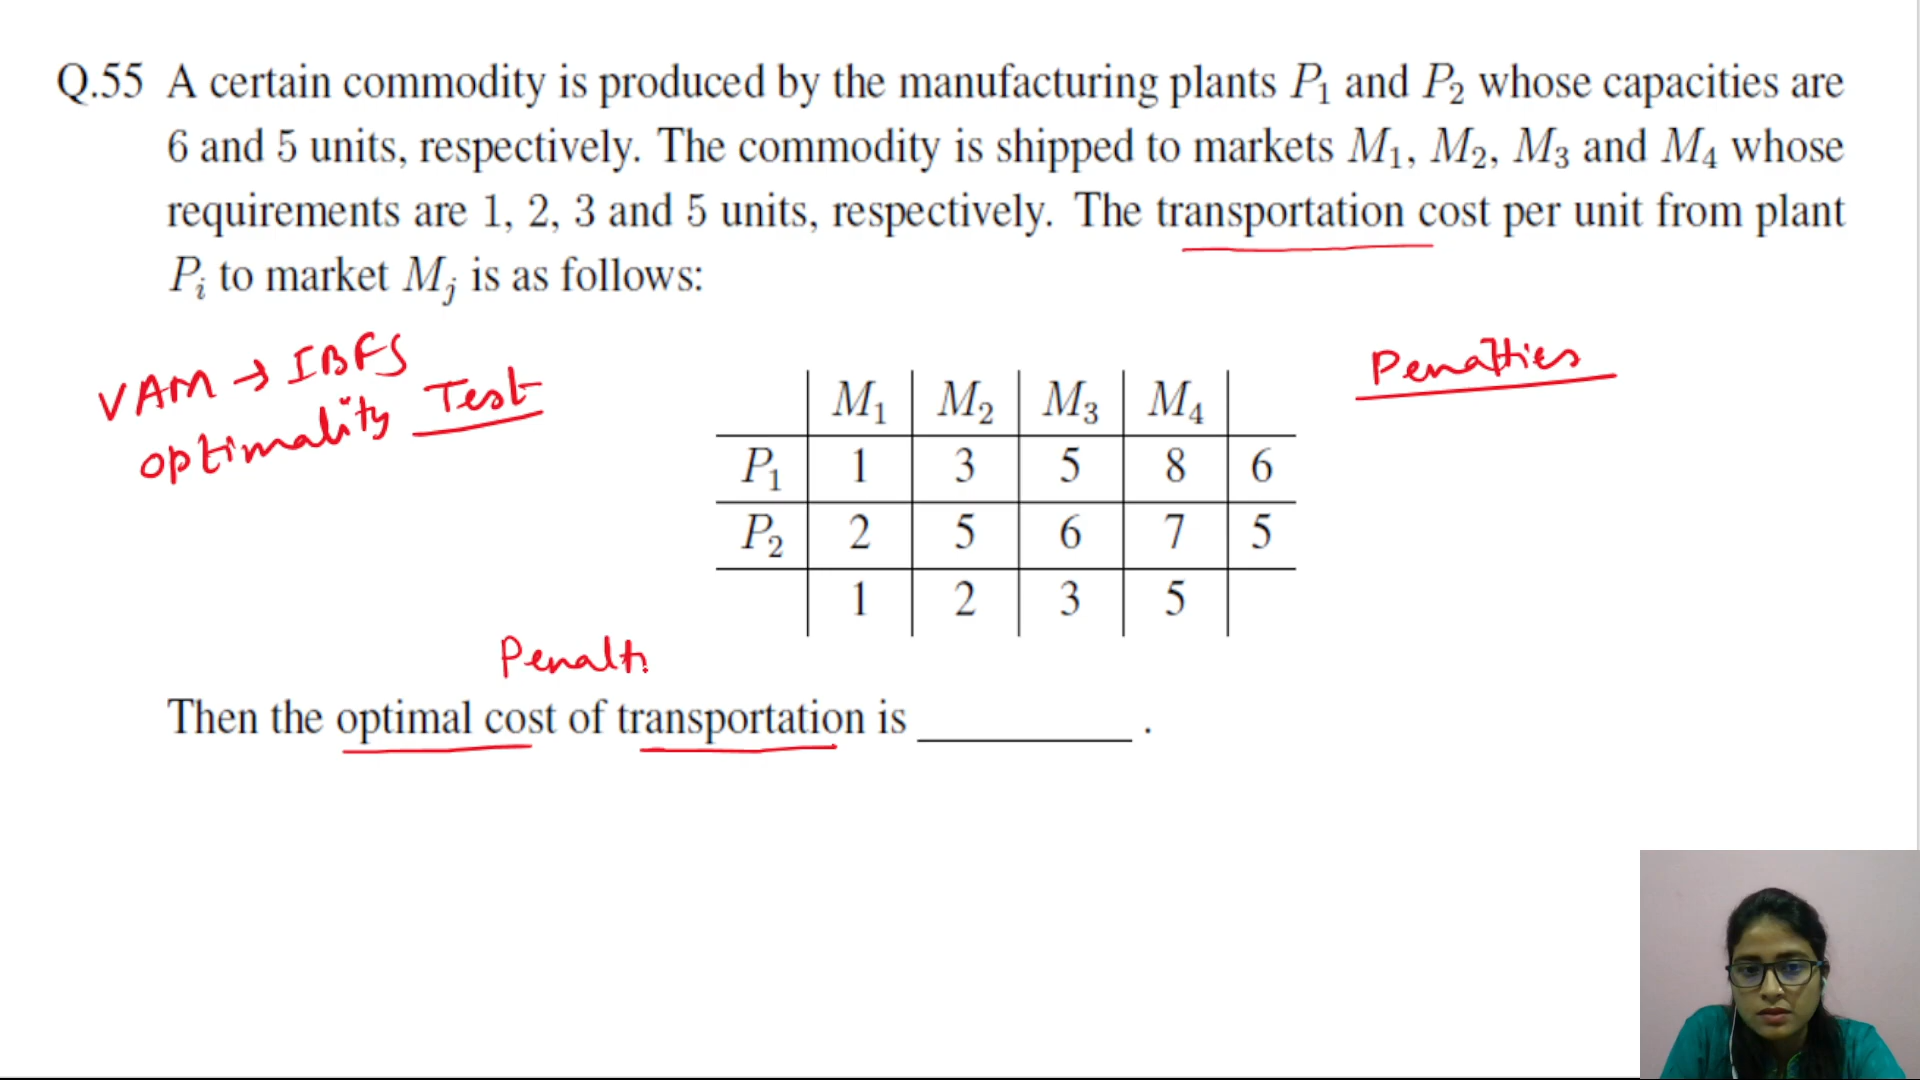 Q.55 A certain commodity is produced by the manufacturing plants P₁ and P₂ whose capacities are
6 and 5 units, respectively. The commodity is shipped to markets M₁, M₂, M₃ and M₄ whose
requirements are 1, 2, 3 and 5 units, respectively. The transportation cost per unit from plant
Pᵢ to market Mⱼ is as follows:
VAM → IBFS
optimality Test
Penalties
M₁ M₂ M₃ M₄
P₁ 1 3 5 8 6
P₂ 2 5 6 7 5
1 2 3 5
Penalti
Then the optimal cost of transportation is ________ .